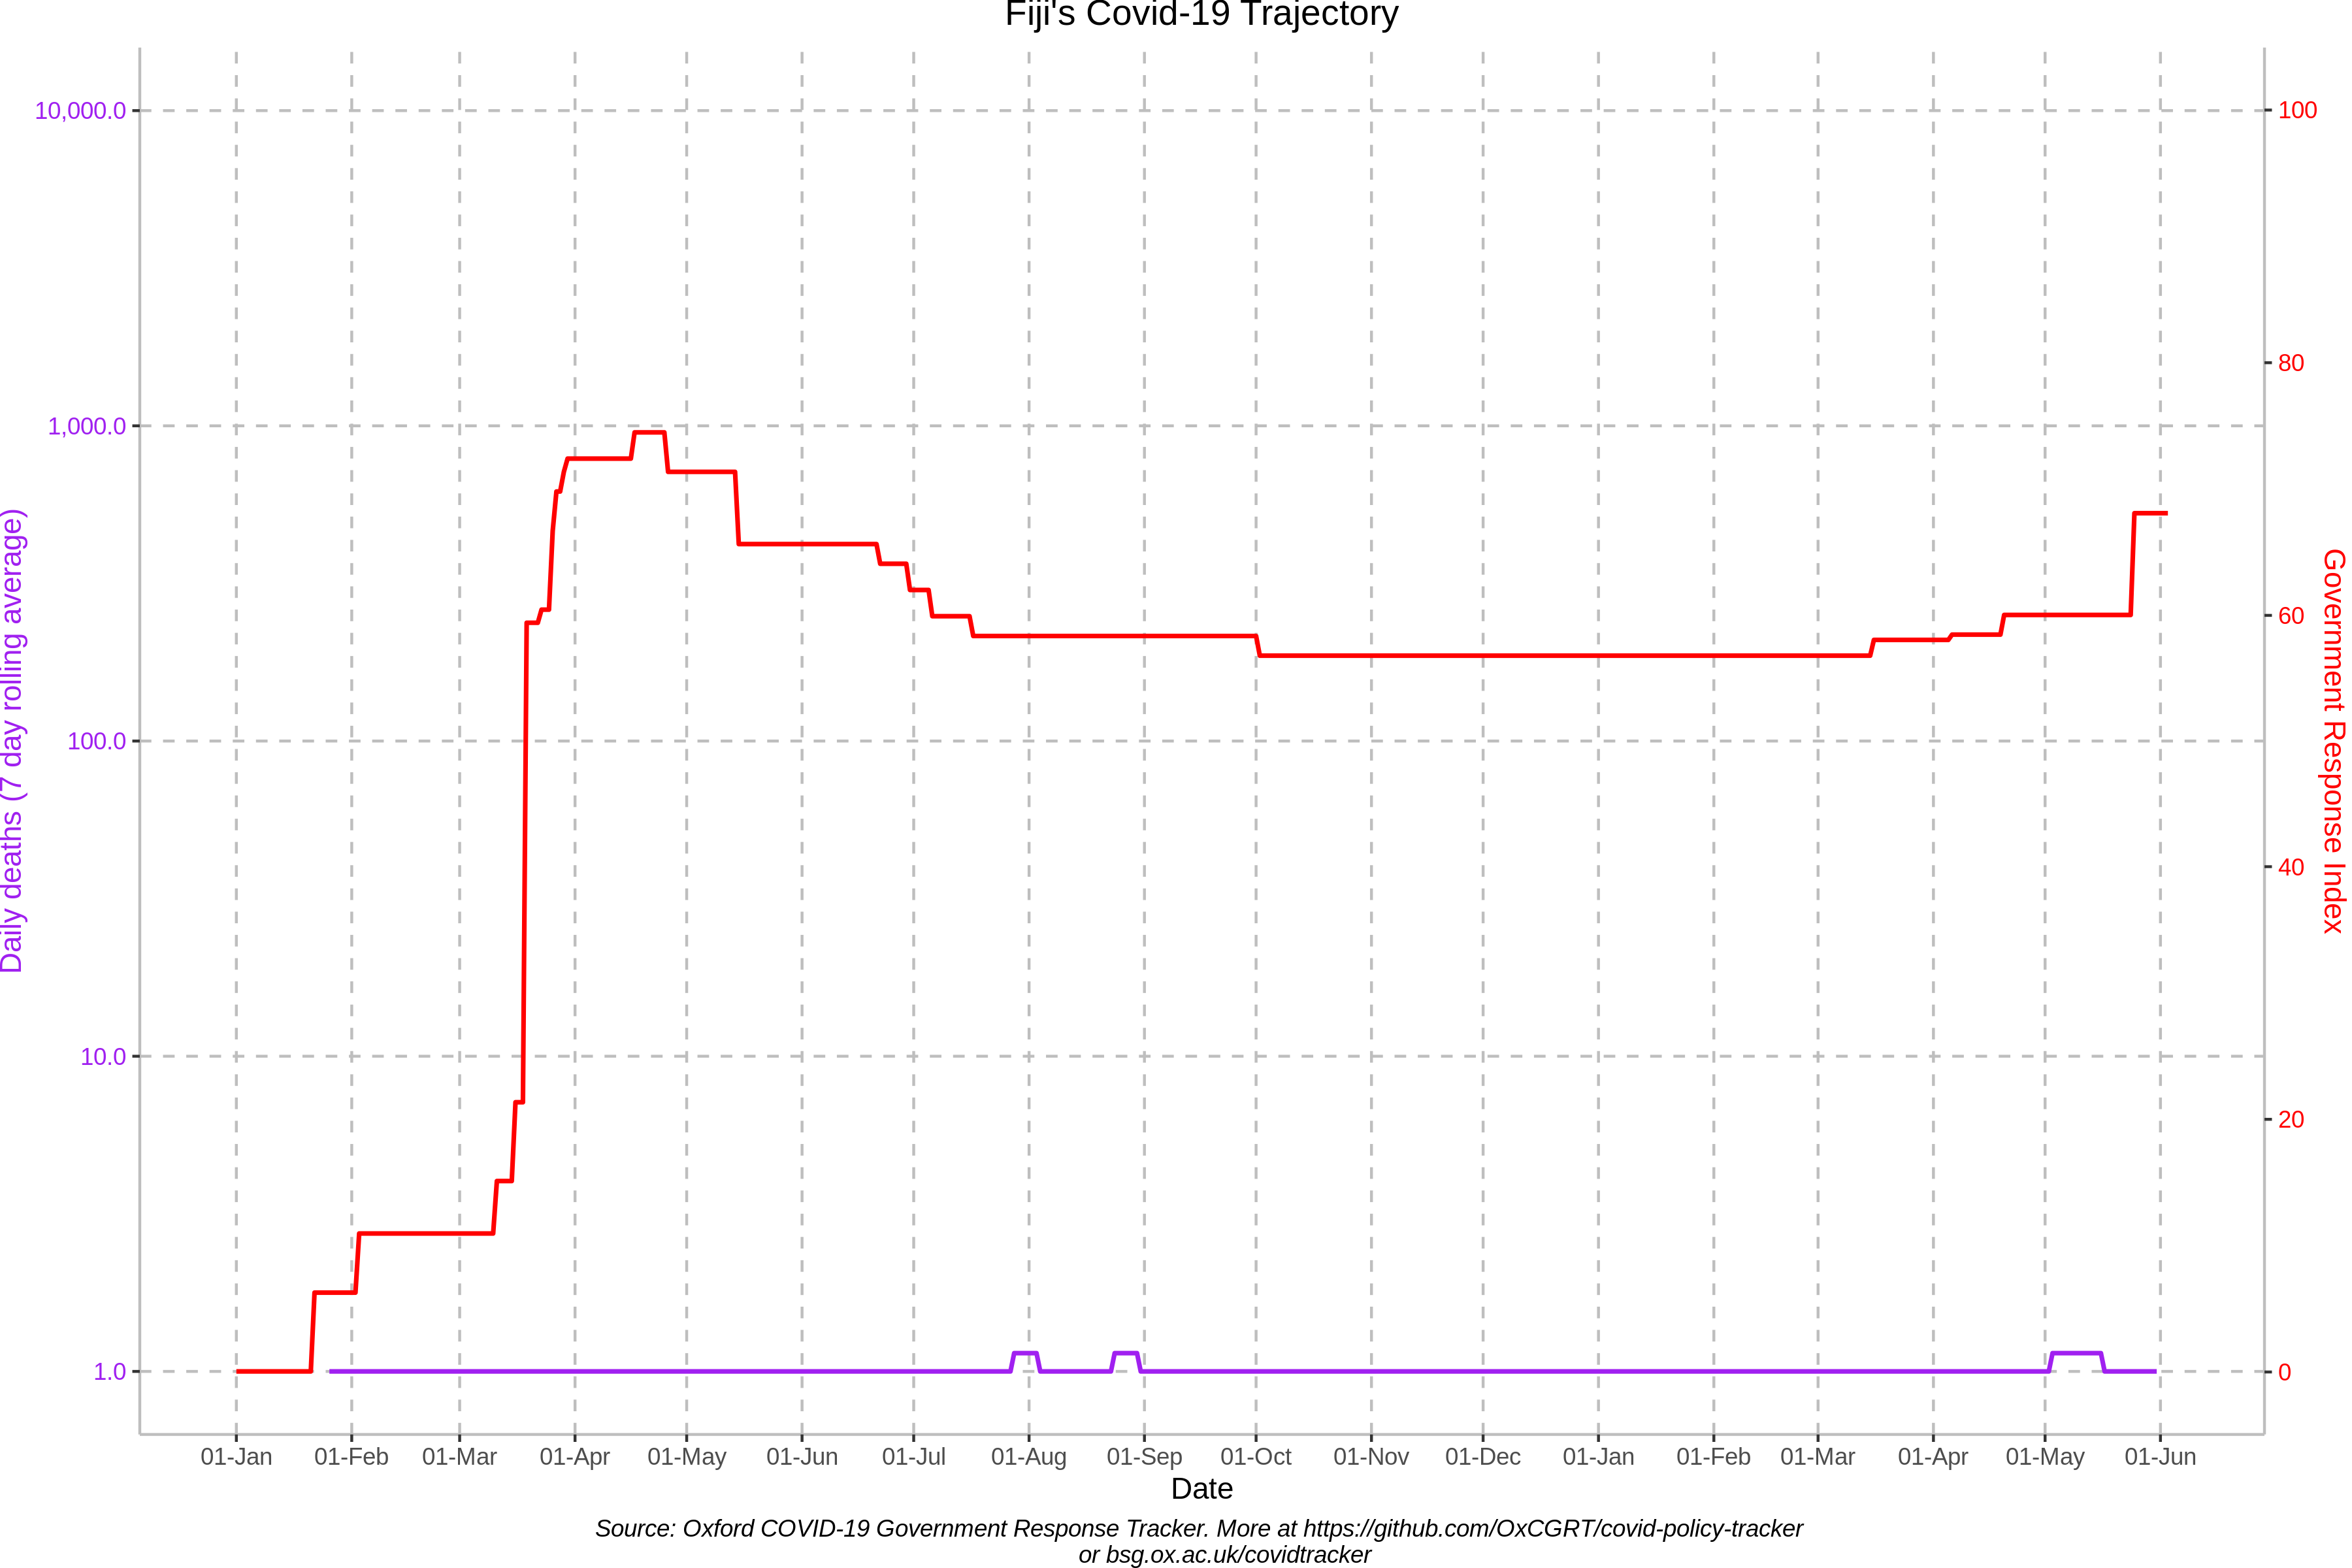 Fiji's Covid-19 Trajectory
10,000.0
1,000.0
100.0
10.0
1.0
Daily deaths (7 day rolling average)
100
80
60
40
20
0
Government Response Index
01-Jan 01-Feb 01-Mar 01-Apr 01-May 01-Jun 01-Jul 01-Aug 01-Sep 01-Oct 01-Nov 01-Dec 01-Jan 01-Feb 01-Mar 01-Apr 01-May 01-Jun
Date
Source: Oxford COVID-19 Government Response Tracker. More at https://github.com/OxCGRT/covid-policy-tracker
or bsg.ox.ac.uk/covidtracker